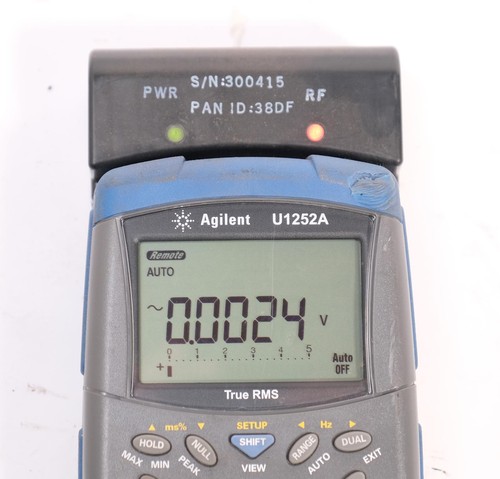 S/N:300415
PWR RF
PAN ID:38DF
Agilent U1252A
Remote
AUTO
~ 0.0024 V
0 1 2 3 4 5
+
Auto
OFF
True RMS
ms% SETUP Hz
HOLD NULL SHIFT RANGE DUAL
MAX MIN PEAK VIEW AUTO EXIT